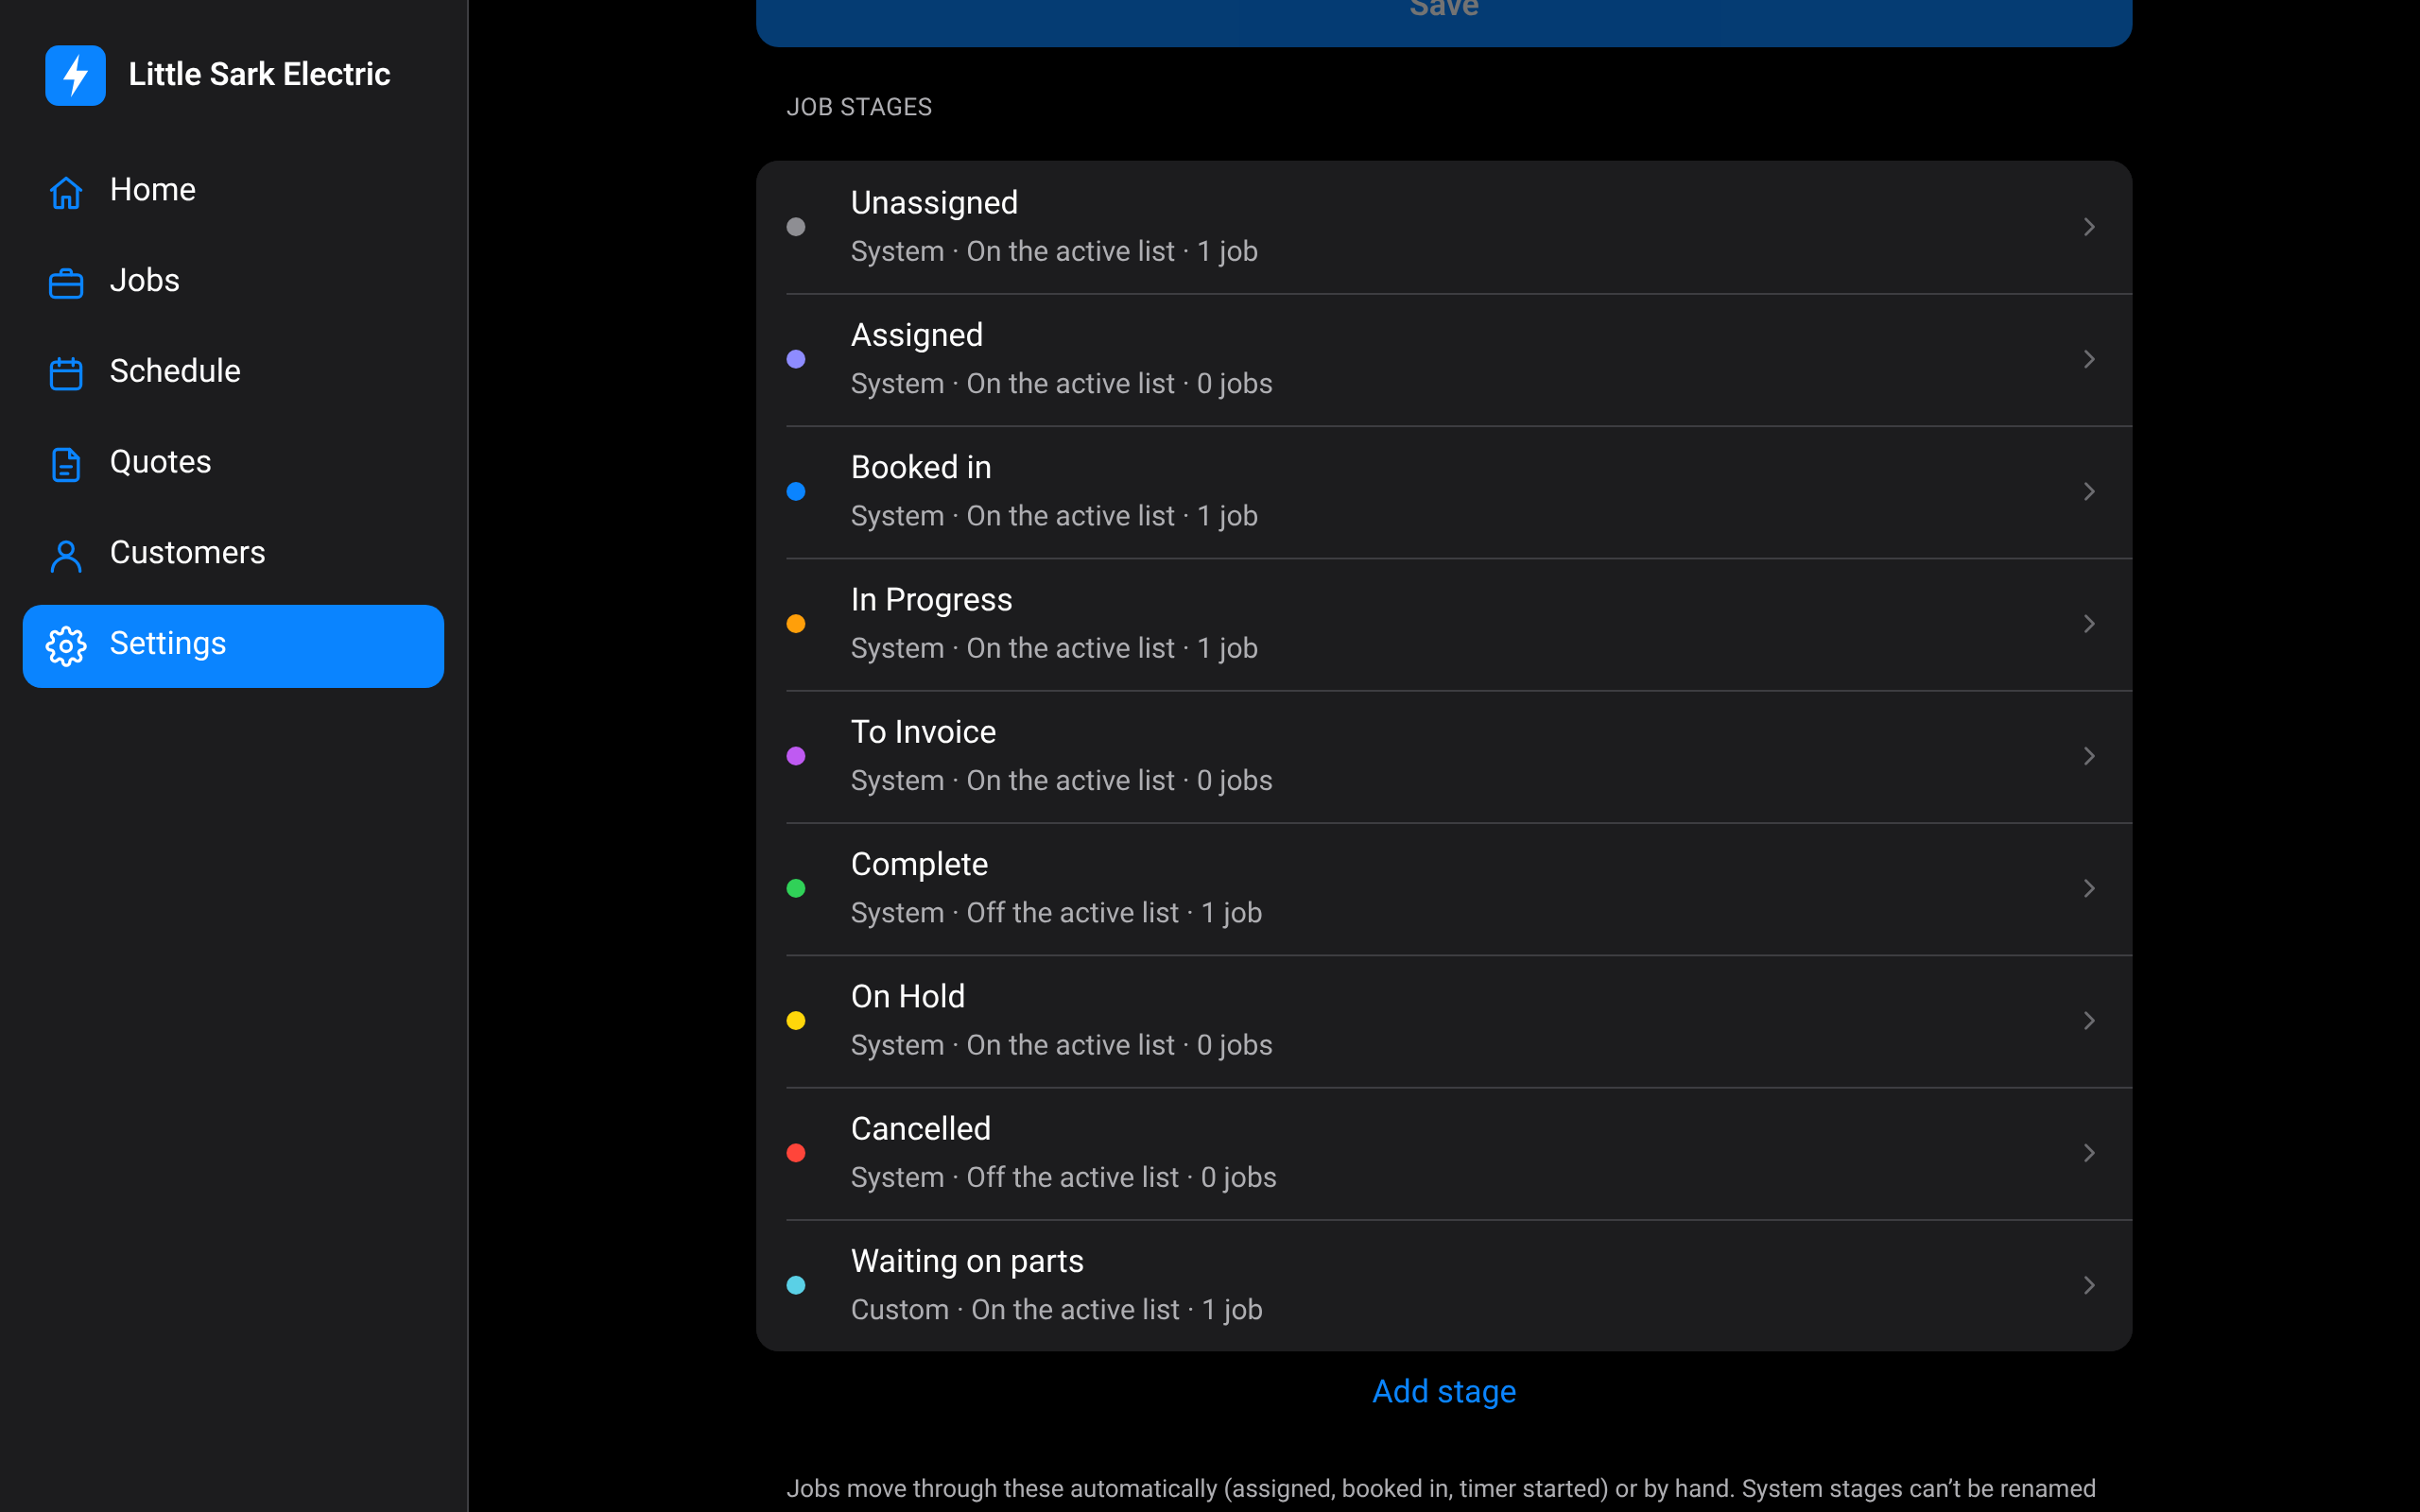 Little Sark Electric
Home
Jobs
Schedule
Quotes
Customers
Settings
Save
JOB STAGES
Unassigned
System · On the active list · 1 job
Assigned
System · On the active list · 0 jobs
Booked in
System · On the active list · 1 job
In Progress
System · On the active list · 1 job
To Invoice
System · On the active list · 0 jobs
Complete
System · Off the active list · 1 job
On Hold
System · On the active list · 0 jobs
Cancelled
System · Off the active list · 0 jobs
Waiting on parts
Custom · On the active list · 1 job
Add stage
Jobs move through these automatically (assigned, booked in, timer started) or by hand. System stages can’t be renamed